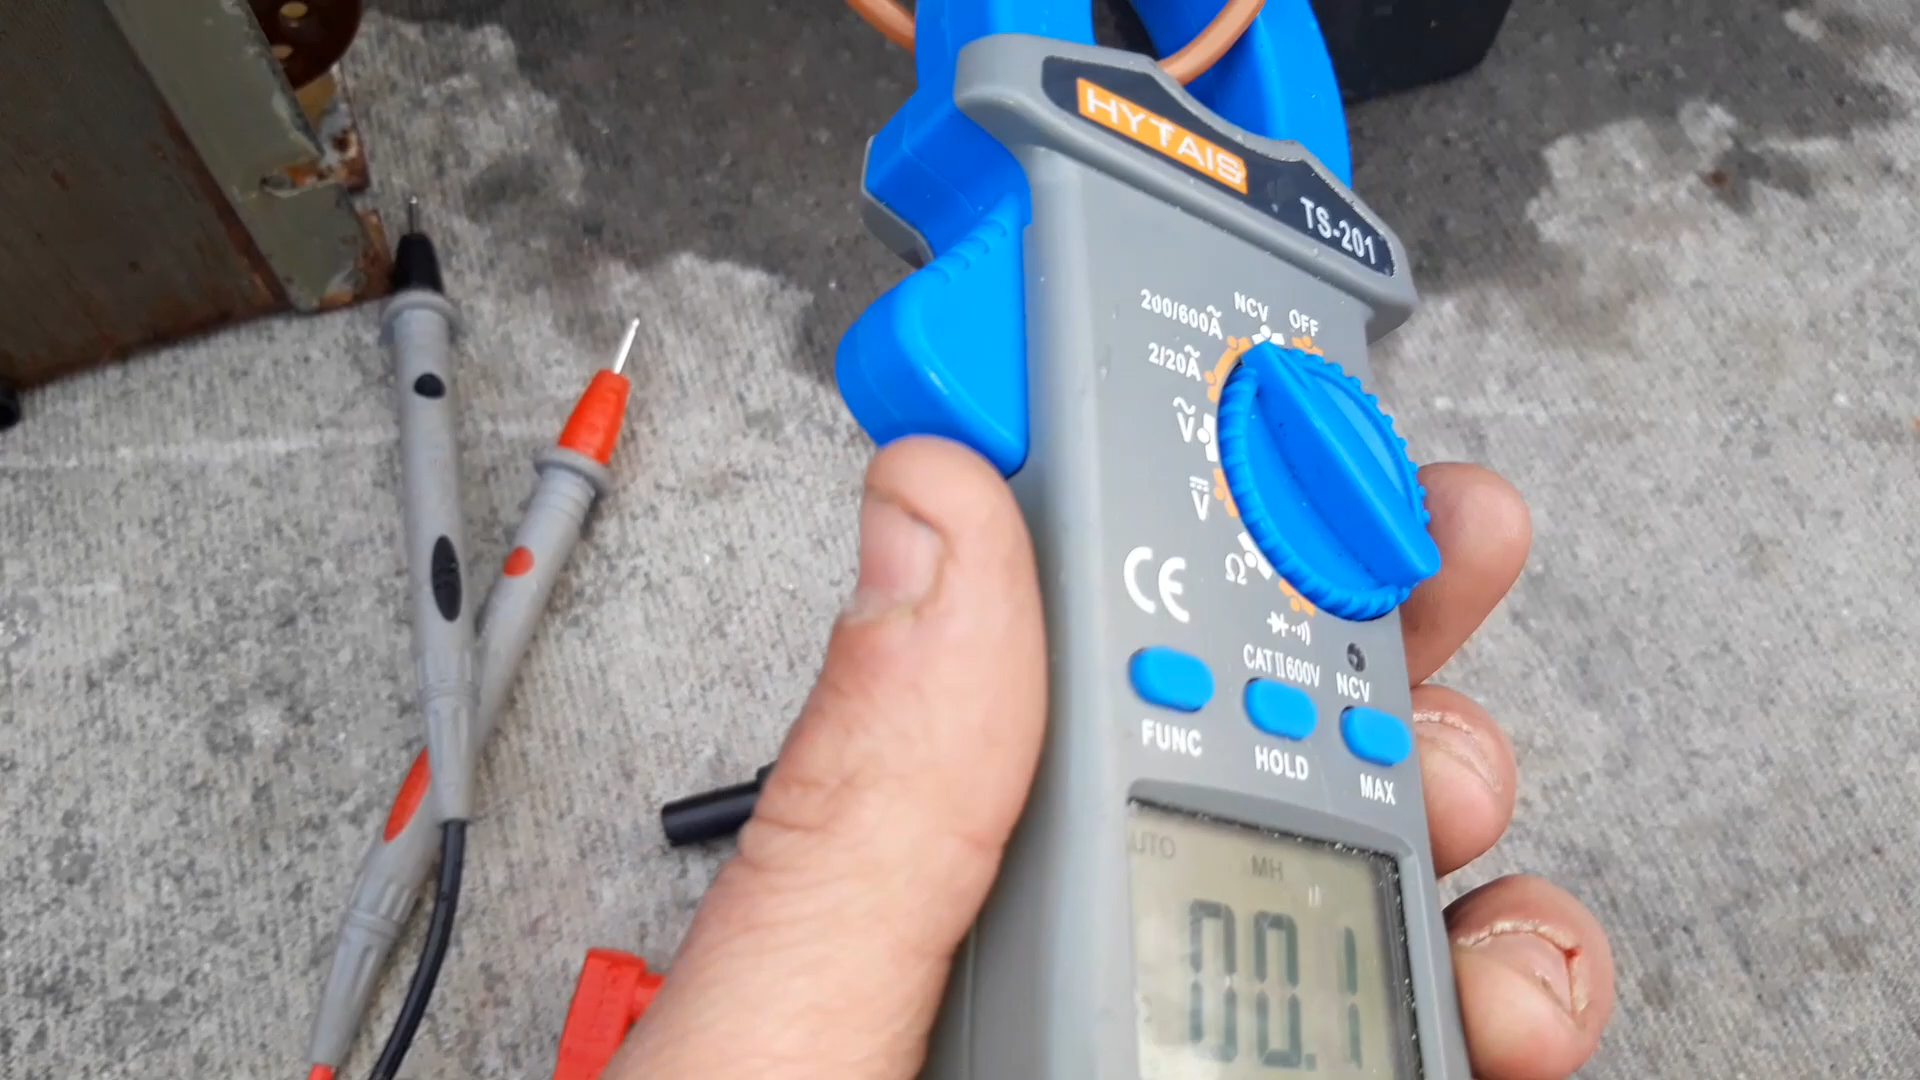 HYTAIS
TS-201
NCV
OFF
200/600A
2/20A
V
V
Ω
CE
CAT II 600V
NCV
FUNC
HOLD
MAX
UTO
MH
00.1